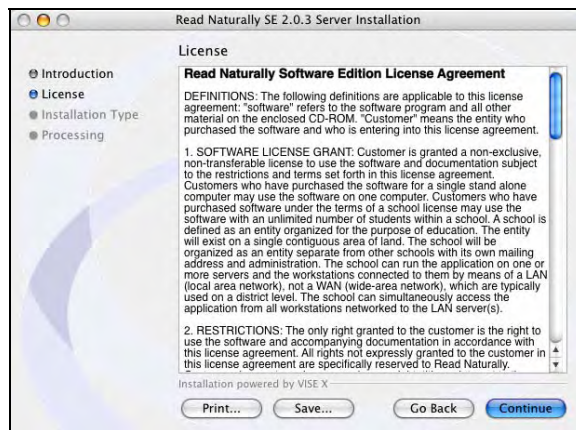 Read Naturally SE 2.0.3 Server Installation
License
Introduction
License
Installation Type
Processing
Read Naturally Software Edition License Agreement
DEFINITIONS: The following definitions are applicable to this license
agreement: "software" refers to the software program and all other
material on the enclosed CD-ROM. "Customer" means the entity who
purchased the software and who is entering into this license agreement.
1. SOFTWARE LICENSE GRANT: Customer is granted a non-exclusive,
non-transferable license to use the software and documentation subject
to the restrictions and terms set forth in this license agreement.
Customers who have purchased the software for a single stand alone
computer may use the software on one computer. Customers who have
purchased software under the terms of a school license may use the
software with an unlimited number of students within a school. A school is
defined as an entity organized for the purpose of education. The entity
will exist on a single contiguous area of land. The school will be
organized as an entity separate from other schools with its own mailing
address and administration. The school can run the application on one or
more servers and the workstations connected to them by means of a LAN
(local area network), not a WAN (wide-area network), which are typically
used on a district level. The school can simultaneously access the
application from all workstations networked to the LAN server(s).
2. RESTRICTIONS: The only right granted to the customer is the right to
use the software and accompanying documentation in accordance with
this license agreement. All rights not expressly granted to the customer in
this license agreement are specifically reserved to Read Naturally.
Installation powered by VISE X
Print...
Save...
Go Back
Continue